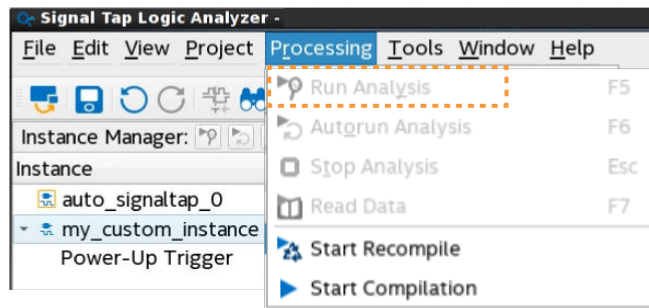 Signal Tap Logic Analyzer -
File Edit View Project Processing Tools Window Help
Run Analysis F5
Autorun Analysis F6
Instance Manager:
Stop Analysis Esc
Instance
auto_signaltap_0
Read Data F7
my_custom_instance
Start Recompile
Power-Up Trigger
Start Compilation